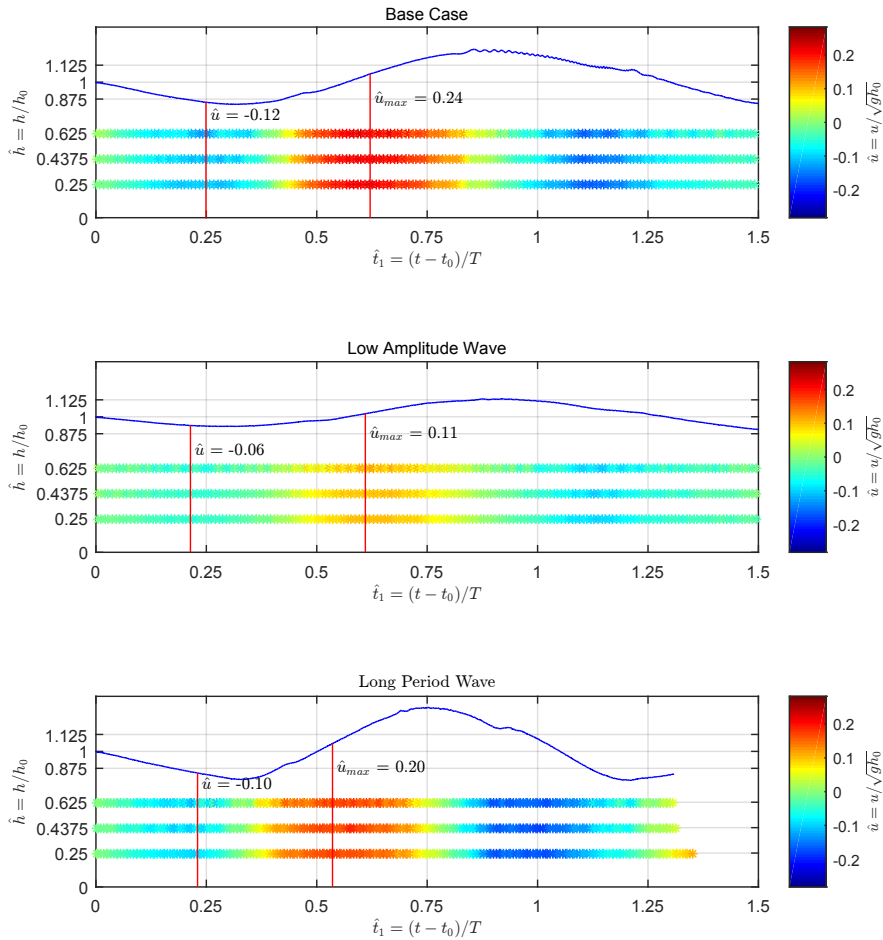 Base Case
ĥ = h/h₀
1.125
1
0.875
0.625
0.4375
0.25
0
û = -0.12
û_max = 0.24
0 0.25 0.5 0.75 1 1.25 1.5
t̂₁ = (t − t₀)/T
0.2
0.1
0
-0.1
-0.2
û = u/√gh₀
Low Amplitude Wave
ĥ = h/h₀
1.125
1
0.875
0.625
0.4375
0.25
0
û = -0.06
û_max = 0.11
0 0.25 0.5 0.75 1 1.25 1.5
t̂₁ = (t − t₀)/T
0.2
0.1
0
-0.1
-0.2
û = u/√gh₀
Long Period Wave
ĥ = h/h₀
1.125
1
0.875
0.625
0.4375
0.25
0
û = -0.10
û_max = 0.20
0 0.25 0.5 0.75 1 1.25 1.5
t̂₁ = (t − t₀)/T
0.2
0.1
0
-0.1
-0.2
û = u/√gh₀